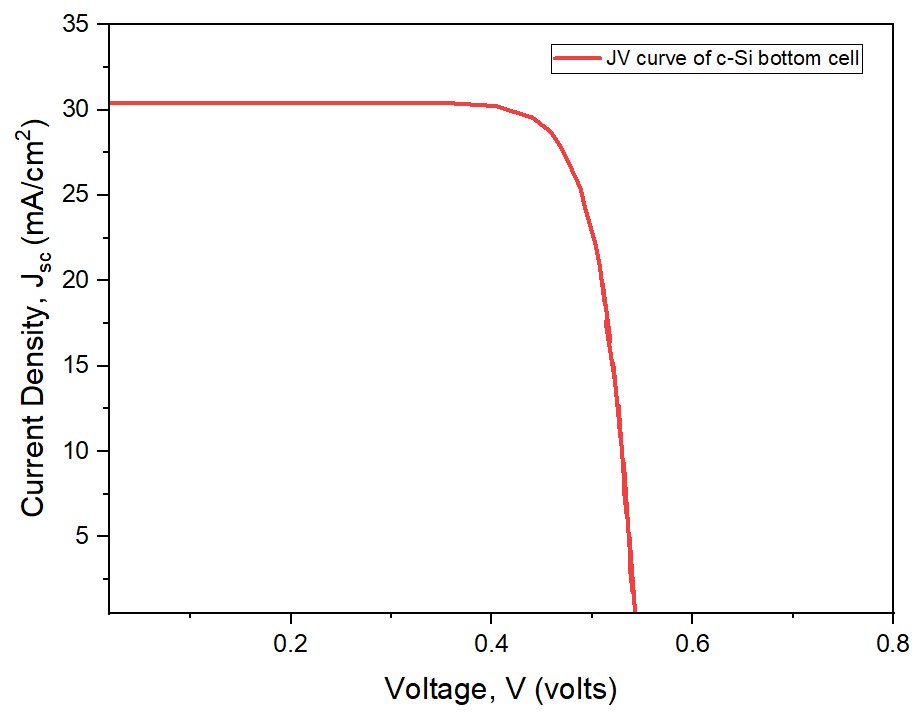 35
30
25
20
15
10
5
0.2 0.4 0.6 0.8
Current Density, Jsc (mA/cm2)
Voltage, V (volts)
JV curve of c-Si bottom cell